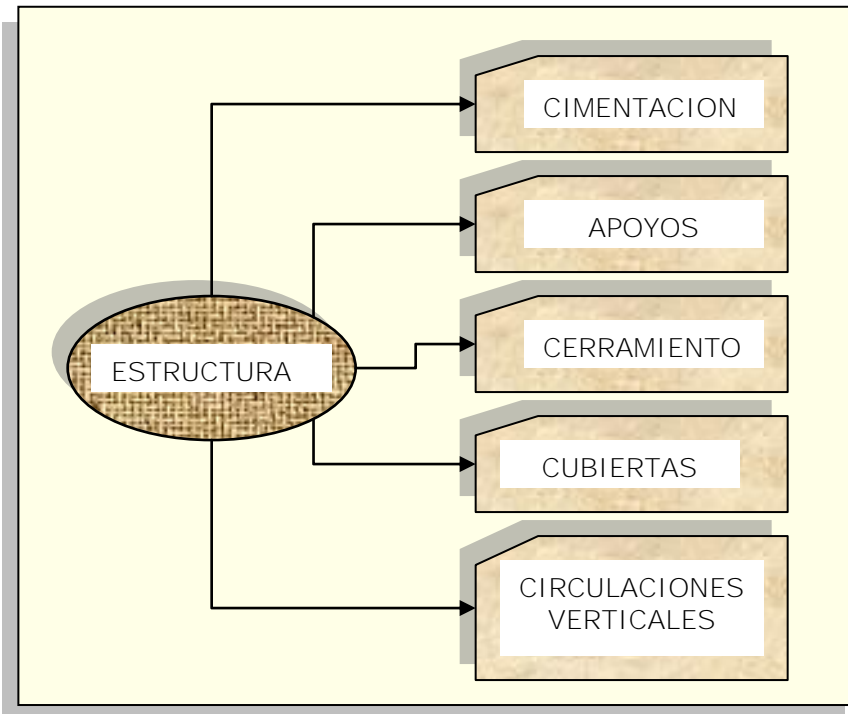 CIMENTACION
APOYOS
ESTRUCTURA
CERRAMIENTO
CUBIERTAS
CIRCULACIONES
VERTICALES